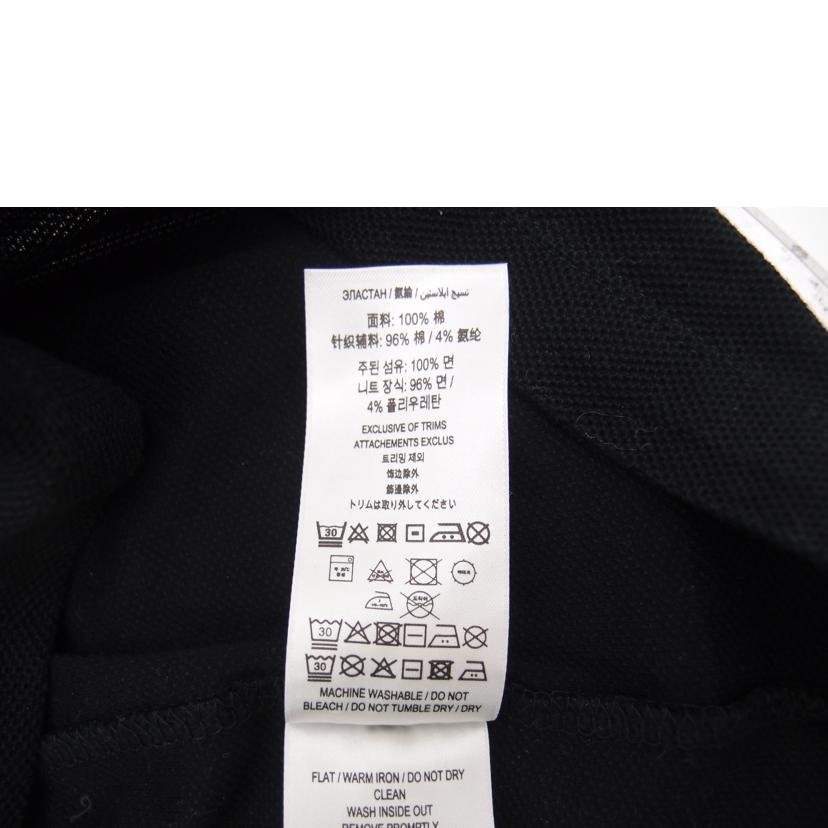 ЭЛАСТАН / 氨綸 / نسيج إيلاستين
面料: 100% 棉
针织辅料: 96% 棉 / 4% 氨纶
주된 섬유: 100% 면
니트 장식: 96% 면 /
4% 폴리우레탄
EXCLUSIVE OF TRIMS
ATTACHEMENTS EXCLUS
트리밍 제외
饰边除外
飾邊除外
トリムは取り外してください
30
30
30
MACHINE WASHABLE / DO NOT
BLEACH / DO NOT TUMBLE DRY / DRY
FLAT / WARM IRON / DO NOT DRY
CLEAN
WASH INSIDE OUT
REMOVE PROMPTLY